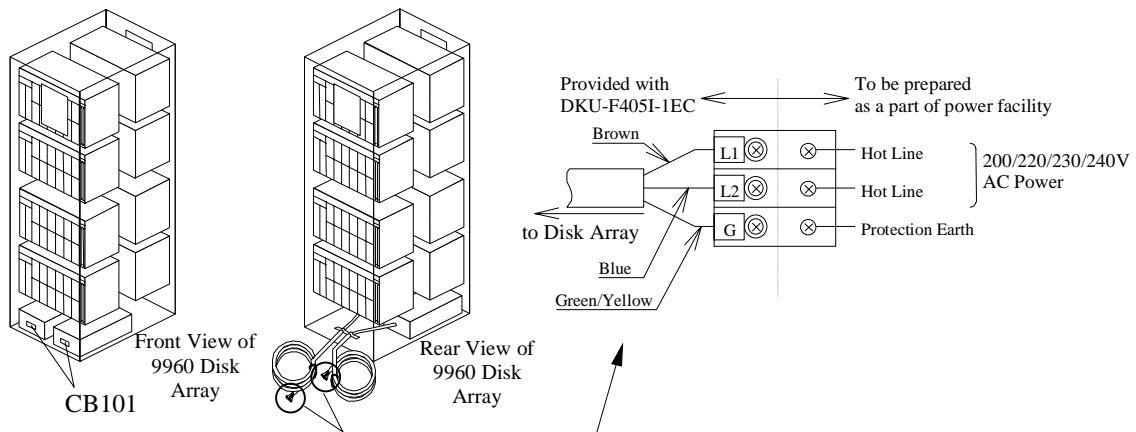 Provided with
DKU-F405I-1EC
To be prepared
as a part of power facility
Brown
L1
Hot Line
200/220/230/240V
AC Power
L2
Hot Line
to Disk Array
G
Protection Earth
Blue
Green/Yellow
Front View of
9960 Disk
Array
CB101
Rear View of
9960 Disk
Array